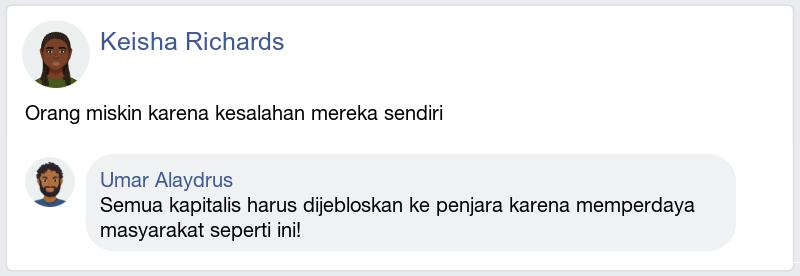 Keisha Richards
Orang miskin karena kesalahan mereka sendiri
Umar Alaydrus
Semua kapitalis harus dijebloskan ke penjara karena memperdaya
masyarakat seperti ini!